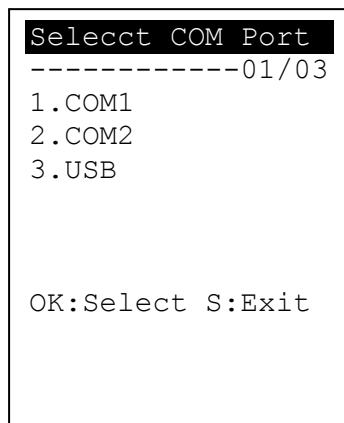 Selecct COM Port
------------01/03
1.COM1
2.COM2
3.USB
OK:Select S:Exit